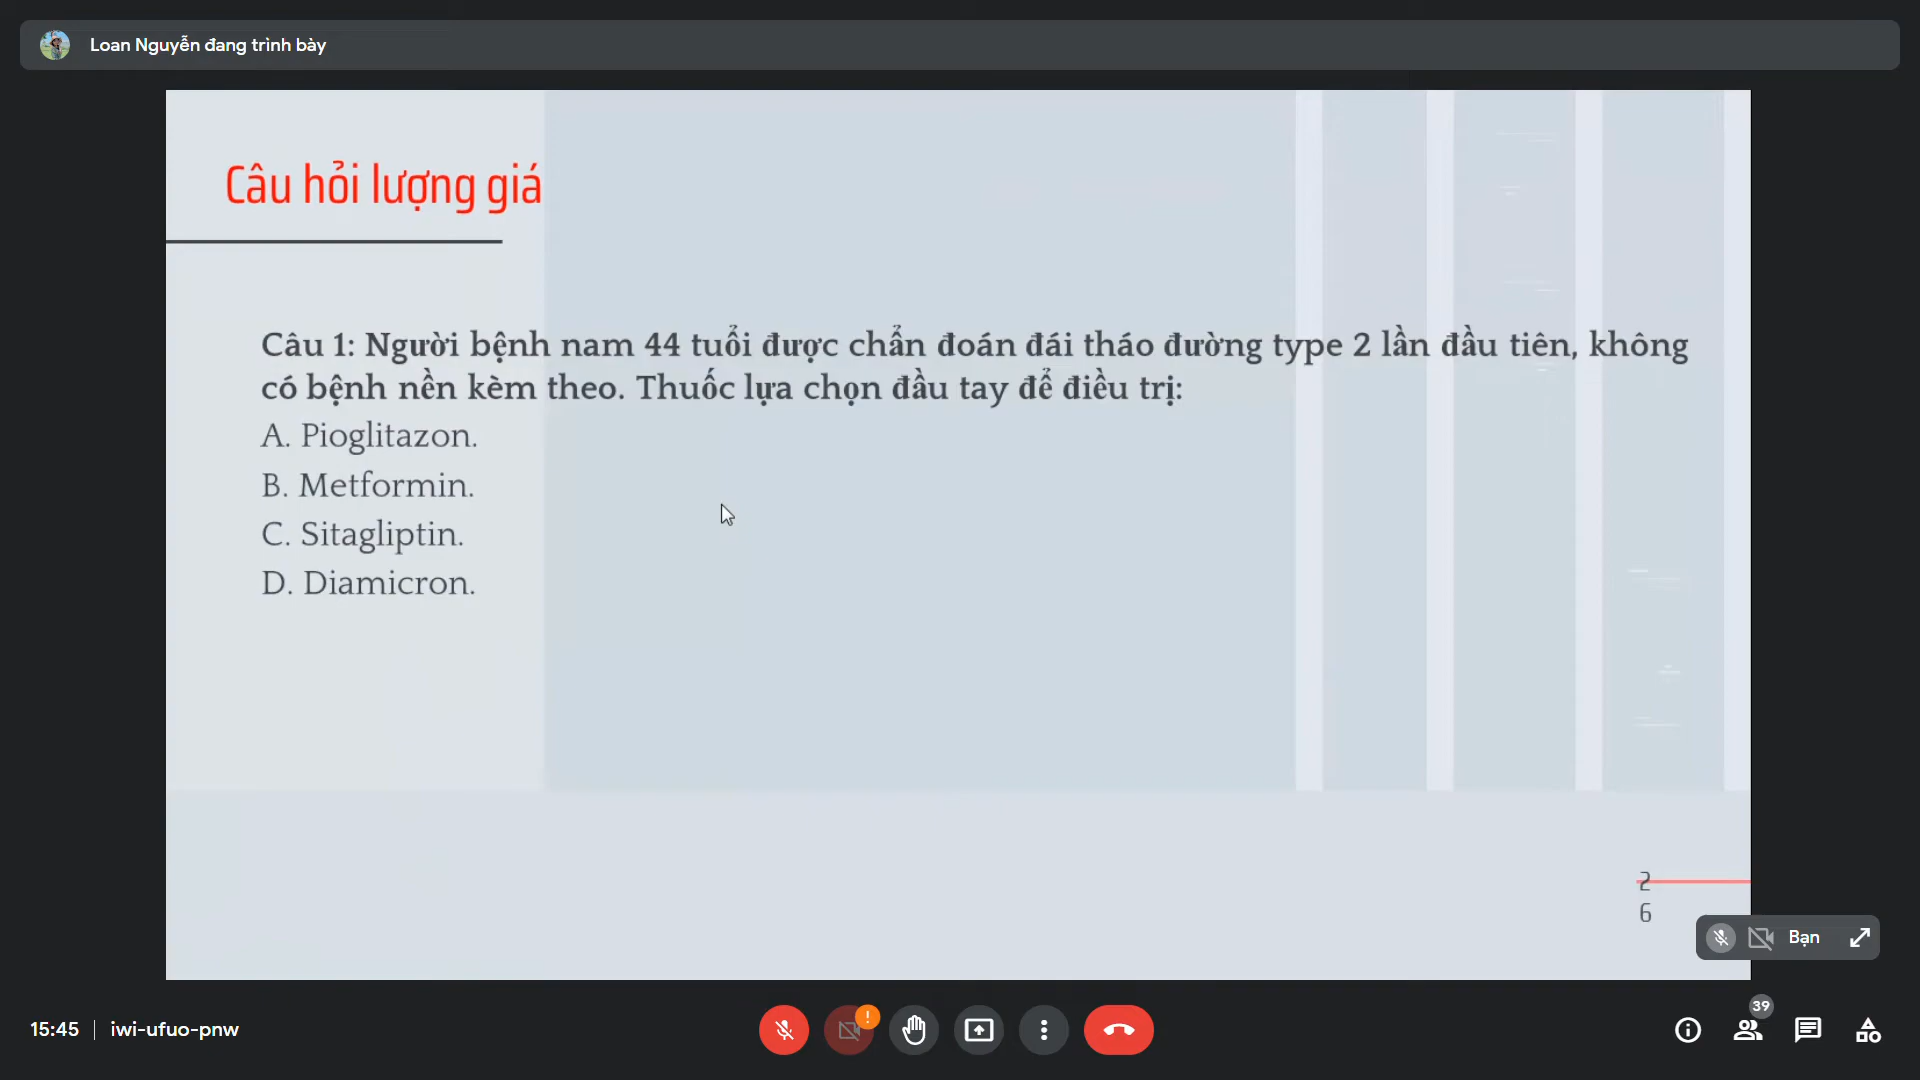 Loan Nguyễn đang trình bày
Câu hỏi lượng giá
Câu 1: Người bệnh nam 44 tuổi được chẩn đoán đái tháo đường type 2 lần đầu tiên, không
có bệnh nền kèm theo. Thuốc lựa chọn đầu tay để điều trị:
A. Pioglitazon.
B. Metformin.
C. Sitagliptin.
D. Diamicron.
2
6
Bạn
15:45 | iwi-ufuo-pnw
!
39